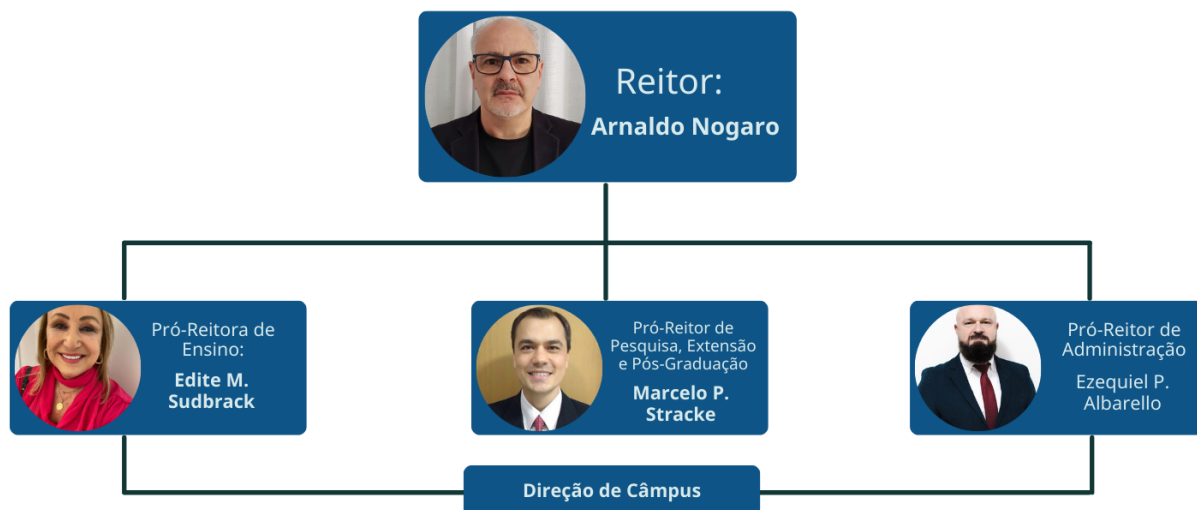 Reitor:
Arnaldo Nogaro
Pró-Reitora de
Ensino:
Edite M.
Sudbrack
Pró-Reitor de
Pesquisa, Extensão
e Pós-Graduação
Marcelo P.
Stracke
Pró-Reitor de
Administração
Ezequiel P.
Albarello
Direção de Câmpus